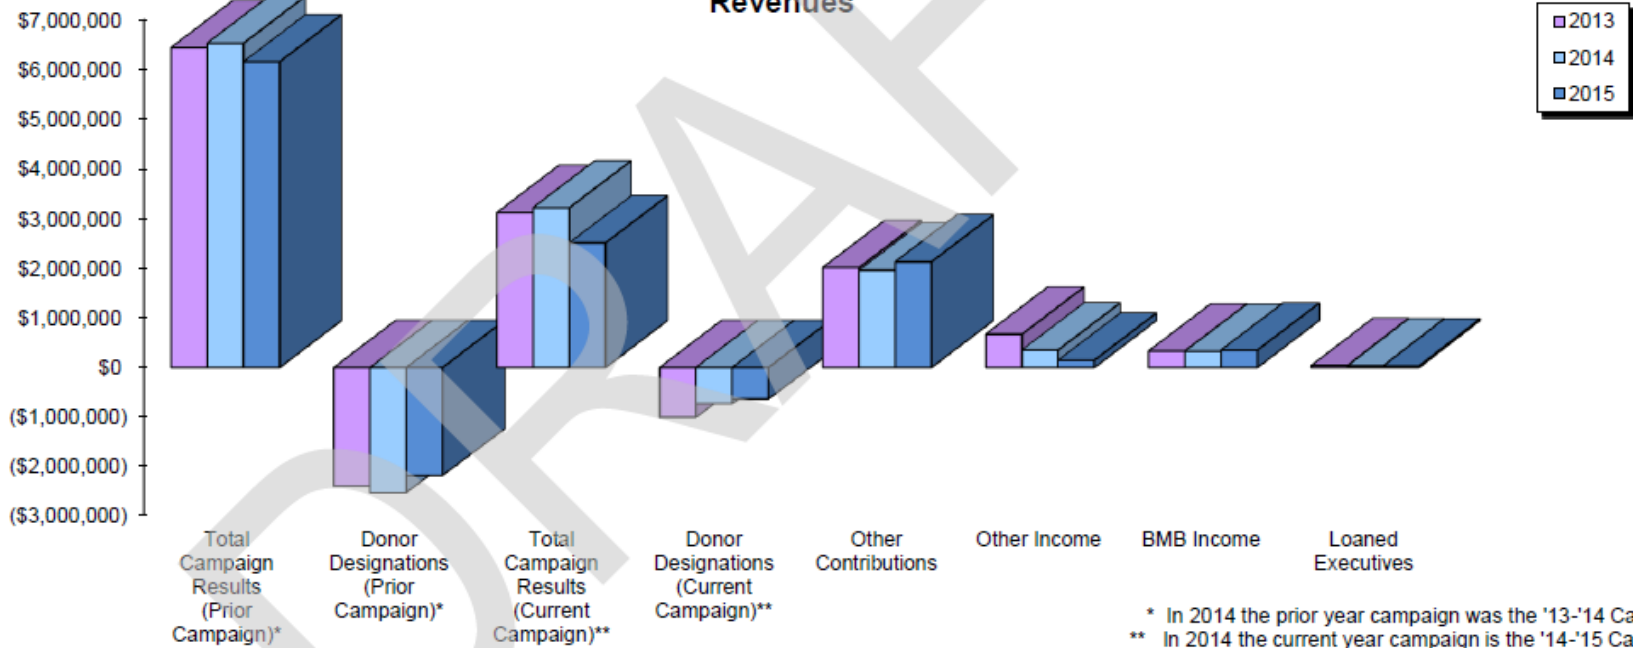 Revenues
$7,000,000
$6,000,000
$5,000,000
$4,000,000
$3,000,000
$2,000,000
$1,000,000
$0
($1,000,000)
($2,000,000)
($3,000,000)
2013
2014
2015
Total
Campaign
Results
(Prior
Campaign)*
Donor
Designations
(Prior
Campaign)*
Total
Campaign
Results
(Current
Campaign)**
Donor
Designations
(Current
Campaign)**
Other
Contributions
Other Income
BMB Income
Loaned
Executives
* In 2014 the prior year campaign was the '13-'14 Ca
** In 2014 the current year campaign is the '14-'15 Ca
DRAF